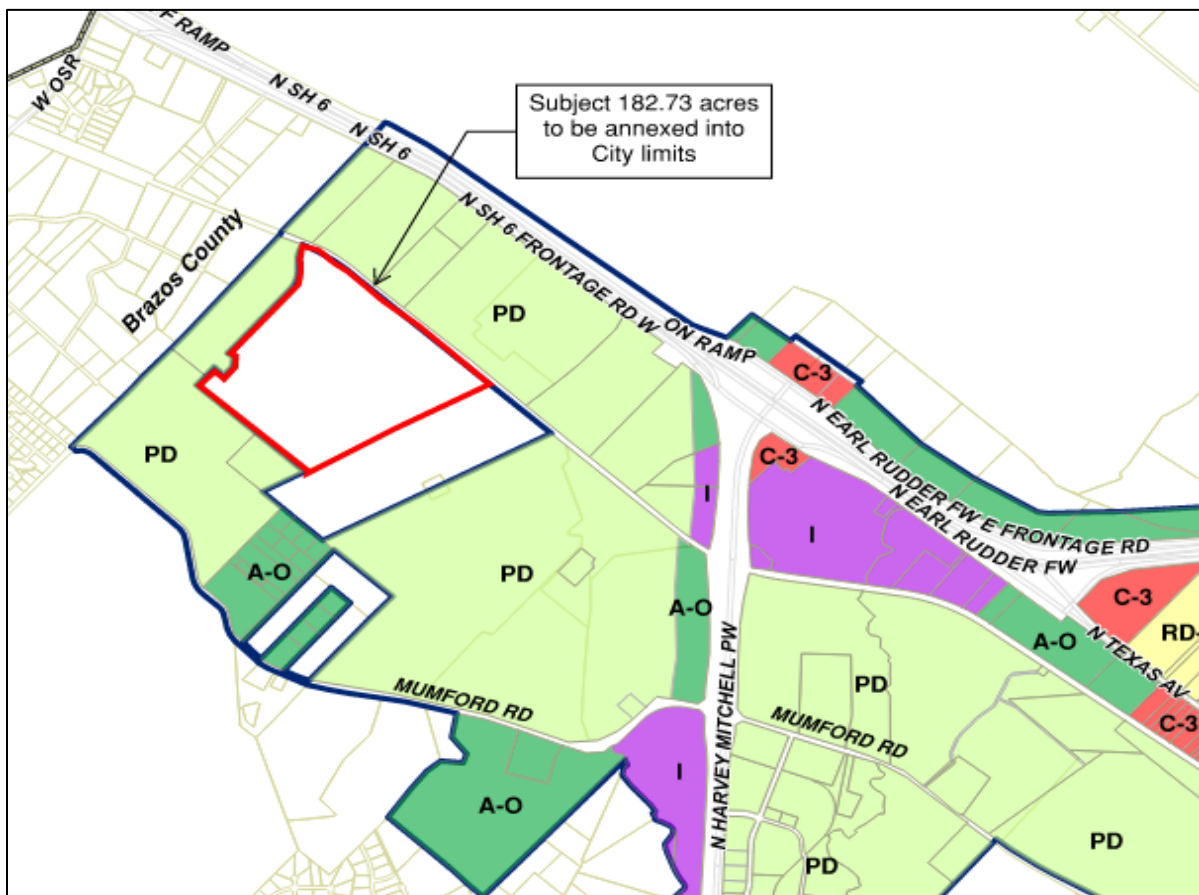 F RAMP
N SH 6
W OSR
N SH 6
Subject 182.73 acres
to be annexed into
City limits
N SH 6
N SH 6 FRONTAGE RD W
Brazos County
PD
ON RAMP
C-3
N EARL RUDDER FW E FRONTAGE RD
N EARL RUDDER FW
PD
C-3
I
I
PD
A-O
A-O
C-3
RD-
A-O
N TEXAS AV
N HARVEY MITCHELL PW
PD
MUMFORD RD
MUMFORD RD
C-3
I
A-O
PD
PD